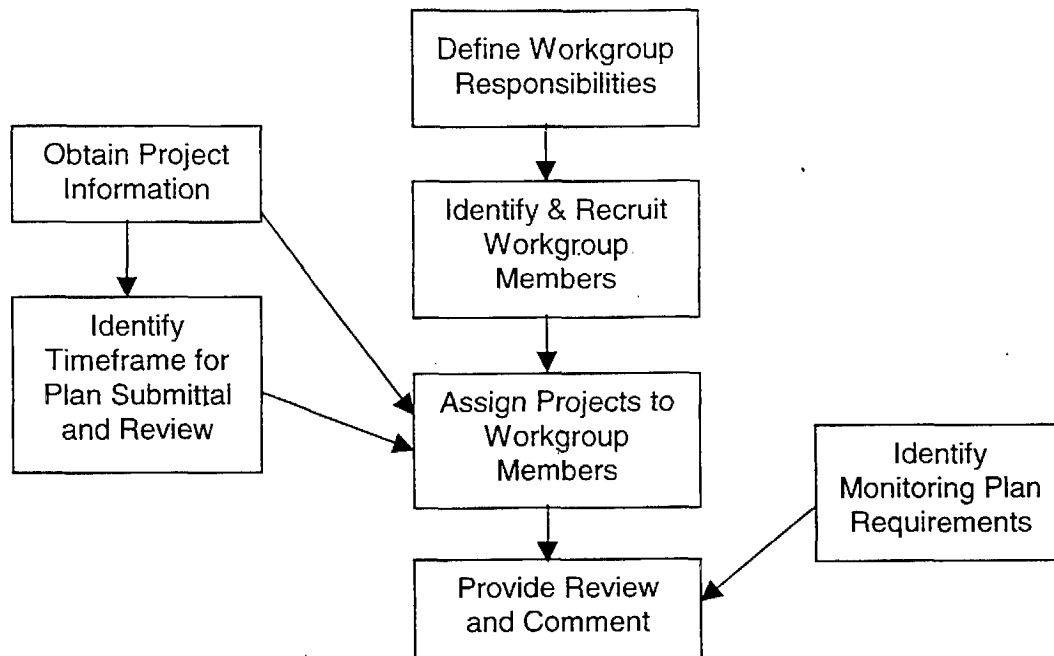 Define Workgroup
Responsibilities
Obtain Project
Information
Identify & Recruit
Workgroup
Members
Identify
Timeframe for
Plan Submittal
and Review
Assign Projects to
Workgroup
Members
Identify
Monitoring Plan
Requirements
Provide Review
and Comment